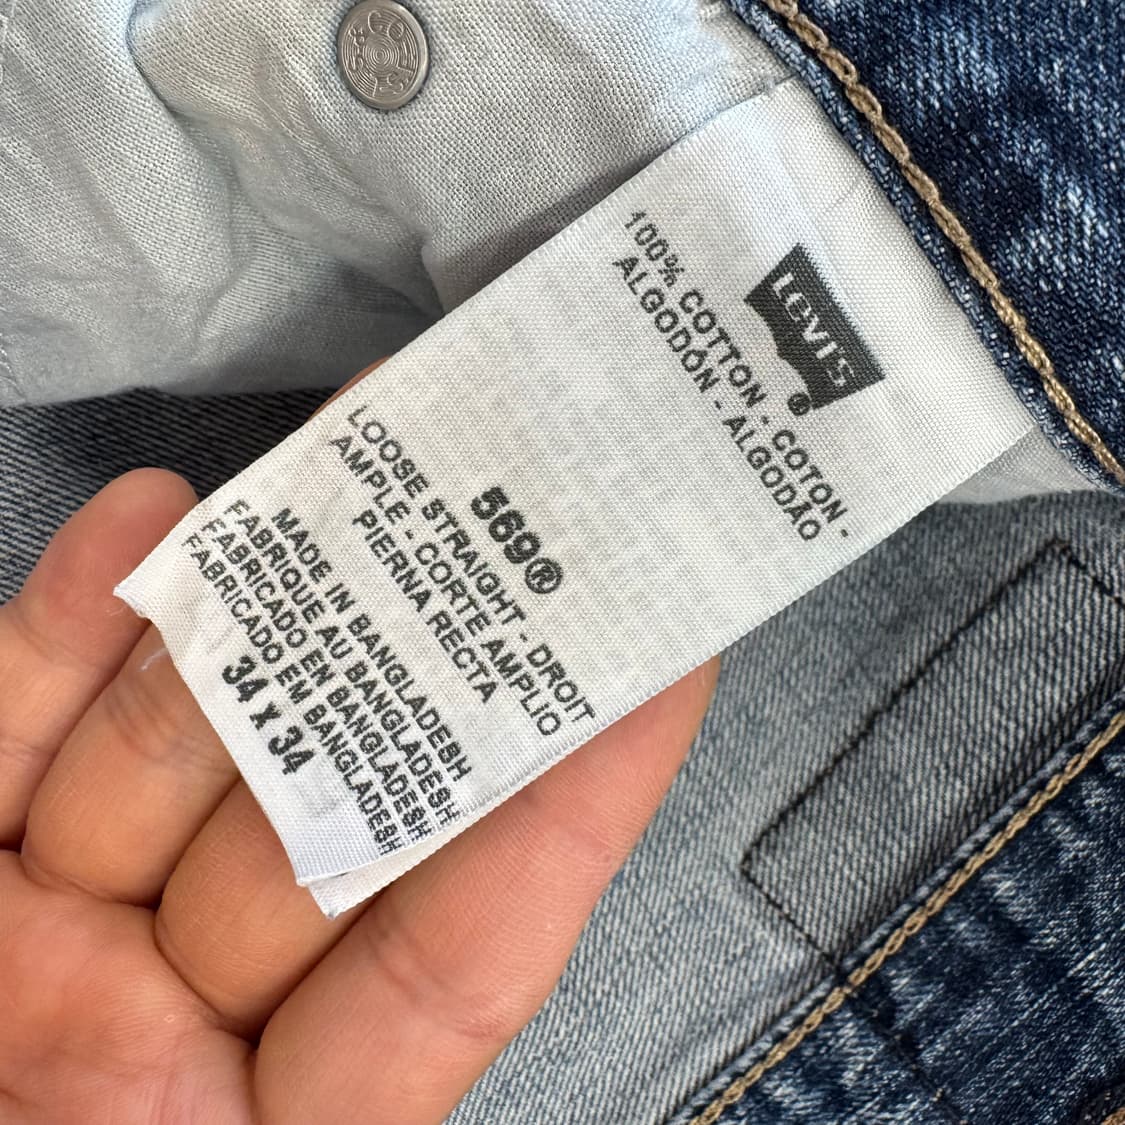 Levi's®
100% COTTON - COTON -
ALGODÓN - ALGODÃO
569®
LOOSE STRAIGHT - DROIT
AMPLE - CORTE AMPLIO
PIERNA RECTA
MADE IN BANGLADESH
FABRIQUE AU BANGLADESH
FABRICADO EN BANGLADESH
FABRICADO EM BANGLADESH
34 X 34